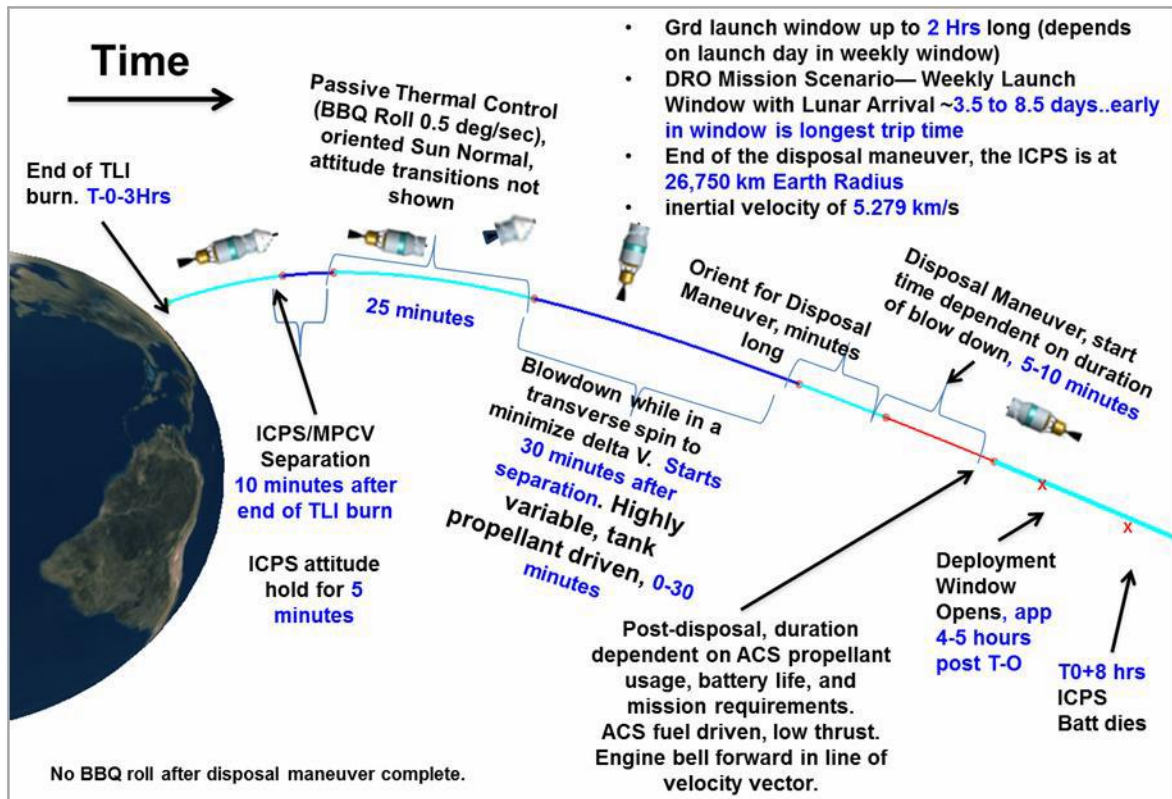 Time
• Grd launch window up to 2 Hrs long (depends
on launch day in weekly window)
• DRO Mission Scenario— Weekly Launch
Window with Lunar Arrival ~3.5 to 8.5 days..early
in window is longest trip time
• End of the disposal maneuver, the ICPS is at
26,750 km Earth Radius
• inertial velocity of 5.279 km/s
End of TLI
burn. T-0-3Hrs
Passive Thermal Control
(BBQ Roll 0.5 deg/sec),
oriented Sun Normal,
attitude transitions not
shown
25 minutes
ICPS/MPCV
Separation
10 minutes after
end of TLI burn
ICPS attitude
hold for 5
minutes
Blowdown while in a
transverse spin to
minimize delta V. Starts
30 minutes after
separation. Highly
variable, tank
propellant driven, 0-30
minutes
Orient for Disposal
Maneuver, minutes
long
Disposal Maneuver, start
time dependent on duration
of blow down, 5-10 minutes
Post-disposal, duration
dependent on ACS propellant
usage, battery life, and
mission requirements.
ACS fuel driven, low thrust.
Engine bell forward in line of
velocity vector.
X
X
Deployment
Window
Opens, app
4-5 hours
post T-O
T0+8 hrs
ICPS
Batt dies
No BBQ roll after disposal maneuver complete.